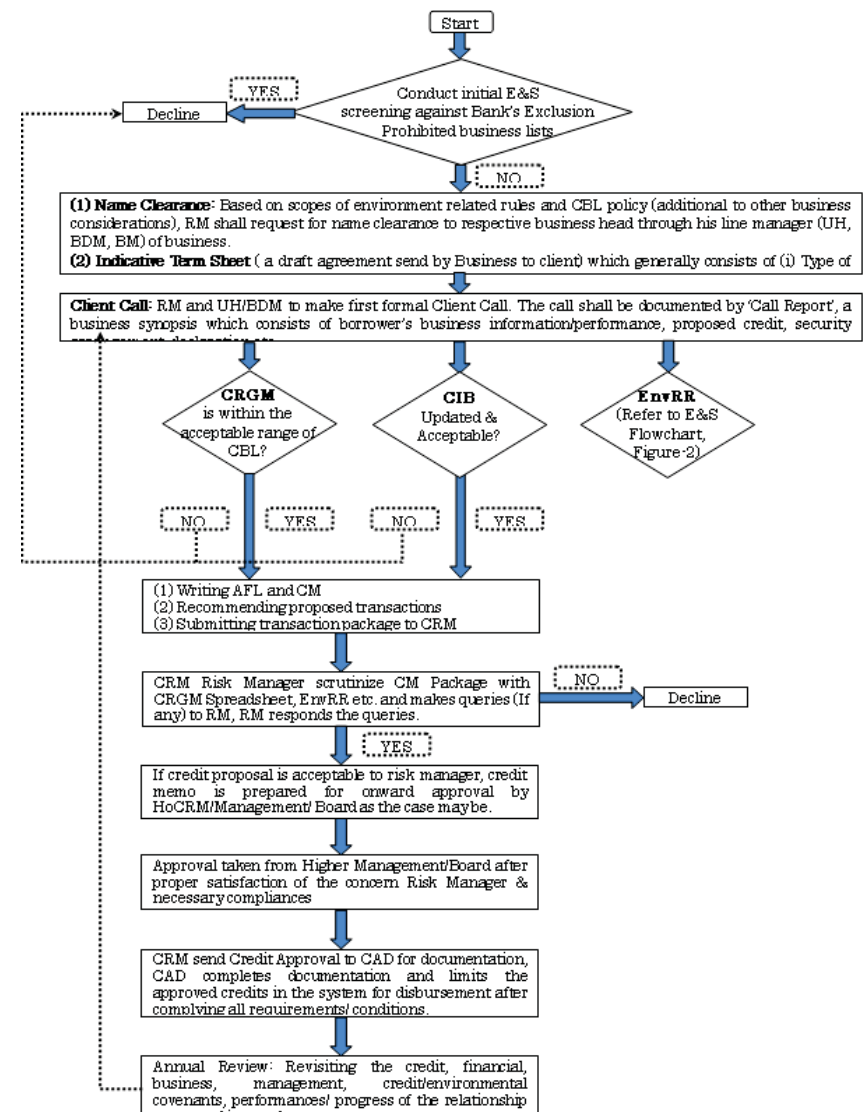 Start
YES
Conduct initial E&S
screening against Bank's Exclusion
Prohibited business lists
Decline
NO
(1) Name Clearance: Based on scopes of environment related rules and CBL policy (additional to other business
considerations), RM shall request for name clearance to respective business head through his line manager (UH,
BDM, BM) of business.
(2) Indicative Term Sheet ( a draft agreement send by Business to client) which generally consists of (i) Type of
Client Call: RM and UH/BDM to make first formal Client Call. The call shall be documented by 'Call Report', a
business synopsis which consists of borrower's business information/performance, proposed credit, security
CRGM
is within the
acceptable range of
CBL?
CIB
Updated &
Acceptable?
EnvRR
(Refer to E&S
Flowchart,
Figure-2)
NO
YES
NO
YES
(1) Writing AFL and CM
(2) Recommending proposed transactions
(3) Submitting transaction package to CRM
CRM Risk Manager scrutinize CM Package with
CRGM Spreadsheet, EnvRR etc. and makes queries (If
any) to RM, RM responds the queries.
NO
Decline
YES
If credit proposal is acceptable to risk manager, credit
memo is prepared for onward approval by
HoCRM/Management/ Board as the case maybe.
Approval taken from Higher Management/Board after
proper satisfaction of the concern Risk Manager &
necessary compliances
CRM send Credit Approval to CAD for documentation,
CAD completes documentation and limits the
approved credits in the system for disbursement after
complying all requirements/ conditions.
Annual Review: Revisiting the credit, financial,
business, management, credit/environmental
covenants, performances/ progress of the relationship